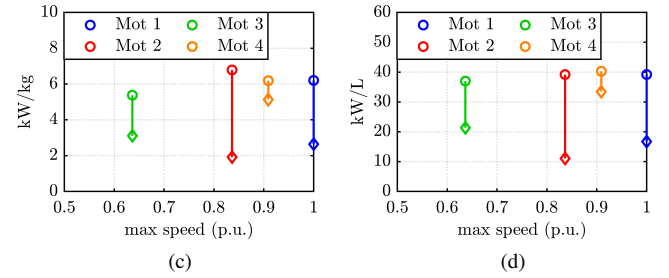 10
8
6
4
2
0
kW/kg
Mot 1
Mot 2
Mot 3
Mot 4
0.5 0.6 0.7 0.8 0.9 1
max speed (p.u.)
(c)
60
50
40
30
20
10
0
kW/L
Mot 1
Mot 2
Mot 3
Mot 4
0.5 0.6 0.7 0.8 0.9 1
max speed (p.u.)
(d)